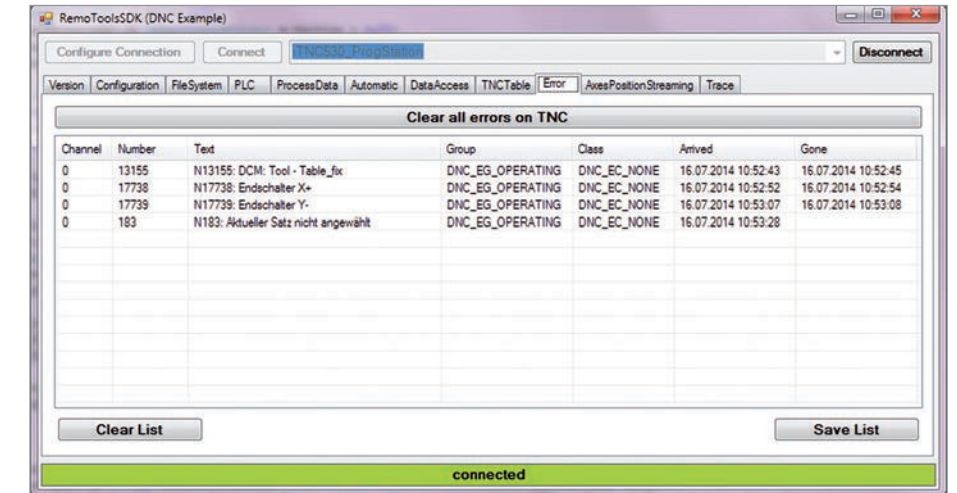 RemoToolsSDK (DNC Example)
Configure Connection Connect iTNC530_ProgStation Disconnect
Version Configuration FileSystem PLC ProcessData Automatic DataAccess TNCTable Error AxesPositionStreaming Trace
Clear all errors on TNC
Channel Number Text Group Class Arrived Gone
0 13155 N13155: DCM: Tool - Table_fix DNC_EG_OPERATING DNC_EC_NONE 16.07.2014 10:52:43 16.07.2014 10:52:45
0 17738 N17738: Endschalter X+ DNC_EG_OPERATING DNC_EC_NONE 16.07.2014 10:52:52 16.07.2014 10:52:54
0 17739 N17739: Endschalter Y- DNC_EG_OPERATING DNC_EC_NONE 16.07.2014 10:53:07 16.07.2014 10:53:08
0 183 N183: Aktueller Satz nicht angewählt DNC_EG_OPERATING DNC_EC_NONE 16.07.2014 10:53:28
Clear List Save List
connected